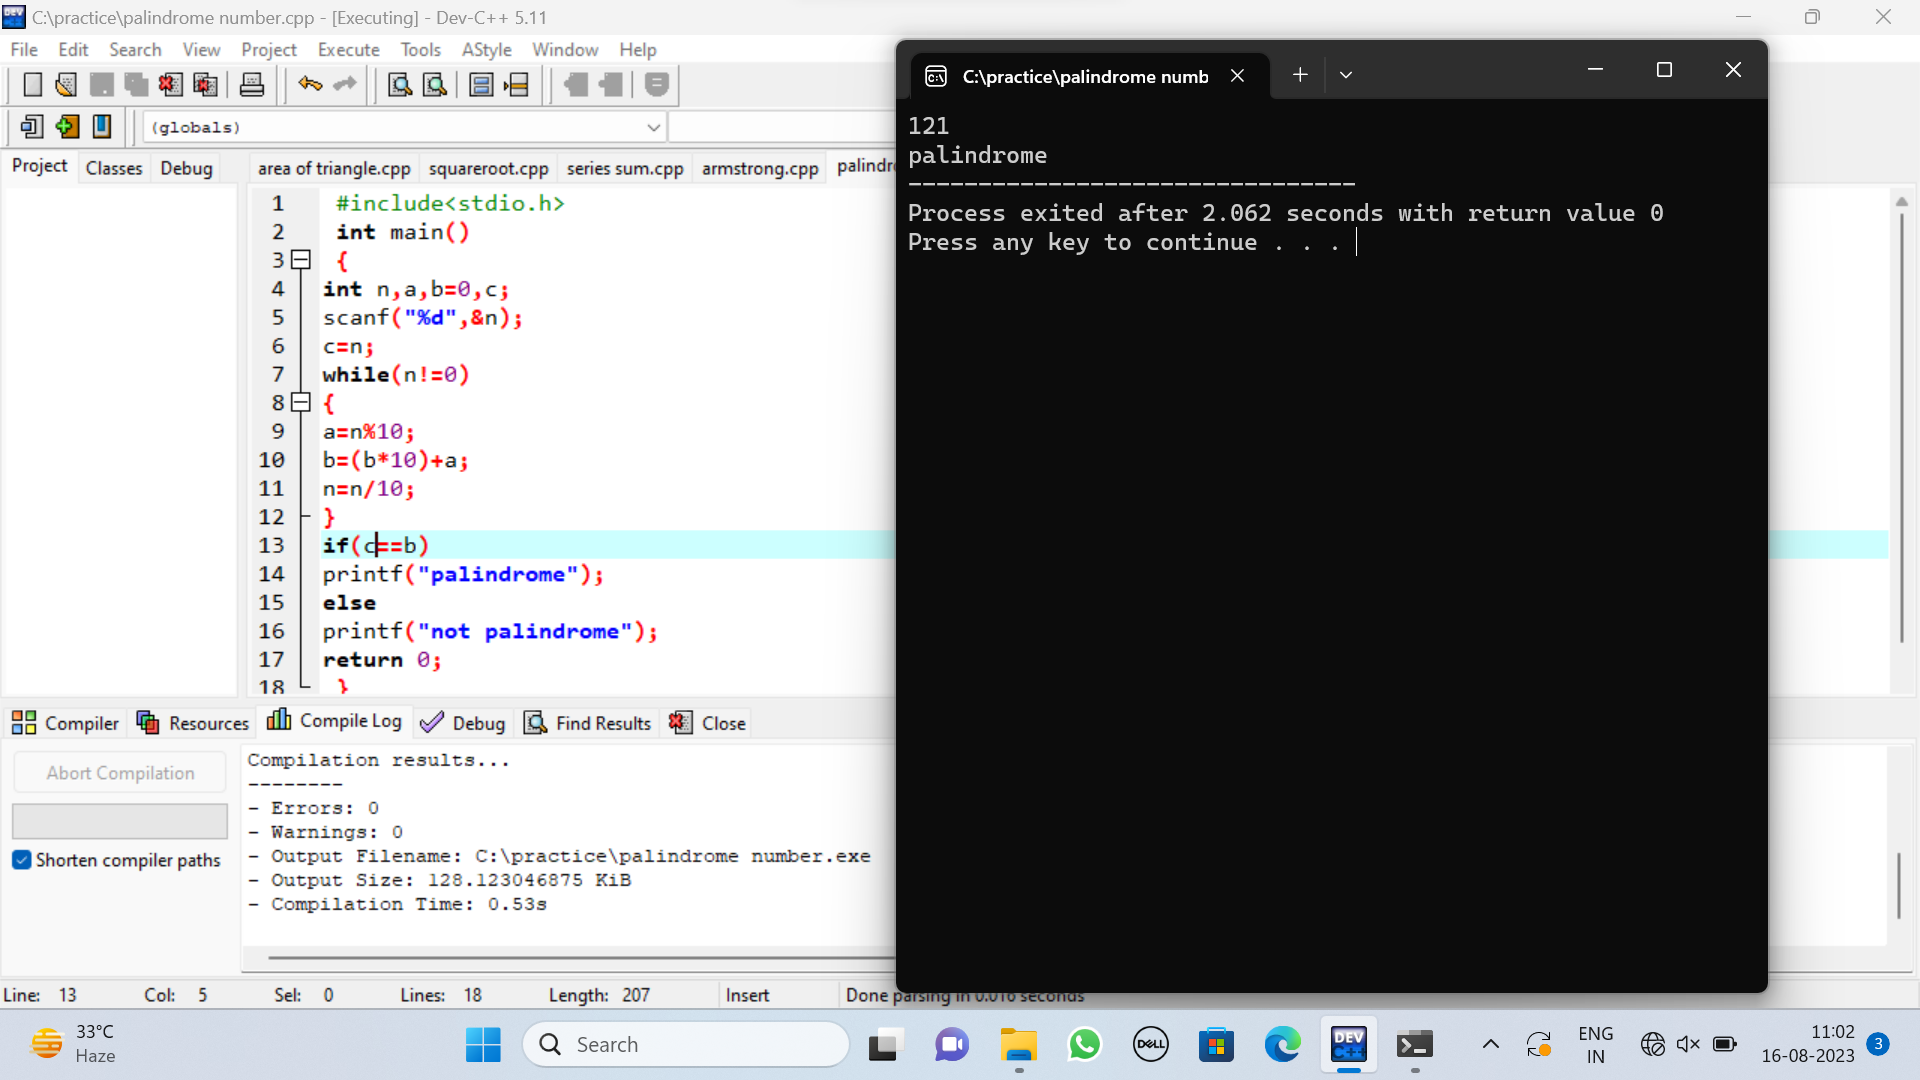 C:\practice\palindrome number.cpp - [Executing] - Dev-C++ 5.11
File Edit Search View Project Execute Tools AStyle Window Help
(globals)
Project Classes Debug
area of triangle.cpp squareroot.cpp series sum.cpp armstrong.cpp palindr
1 #include<stdio.h>
2 int main()
3 {
4 int n,a,b=0,c;
5 scanf("%d",&n);
6 c=n;
7 while(n!=0)
8 {
9 a=n%10;
10 b=(b*10)+a;
11 n=n/10;
12 }
13 if(c==b)
14 printf("palindrome");
15 else
16 printf("not palindrome");
17 return 0;
18 }
C:\practice\palindrome numb
121
palindrome
--------------------------------
Process exited after 2.062 seconds with return value 0
Press any key to continue . . .
Compiler Resources Compile Log Debug Find Results Close
Abort Compilation
Shorten compiler paths
Compilation results...
--------
- Errors: 0
- Warnings: 0
- Output Filename: C:\practice\palindrome number.exe
- Output Size: 128.123046875 KiB
- Compilation Time: 0.53s
Line: 13 Col: 5 Sel: 0 Lines: 18 Length: 207 Insert Done parsing in 0.016 seconds
33°C
Haze
Search
DELL
DEV
C++
ENG
IN
11:02
16-08-2023
3